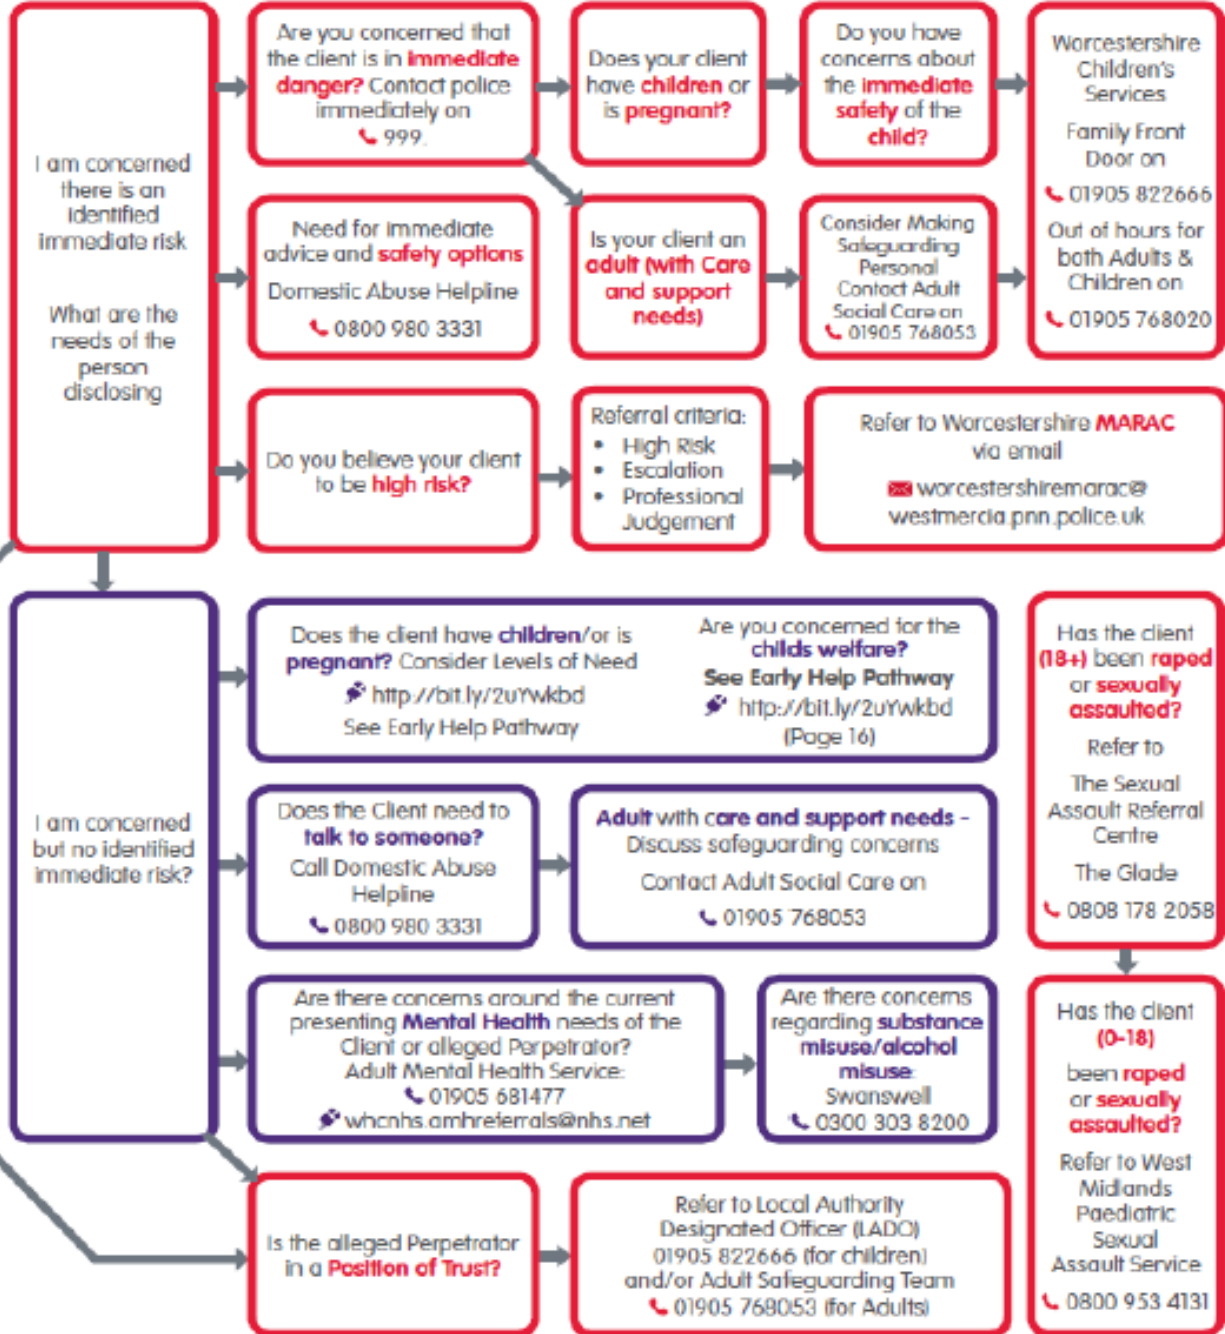 I am concerned
there is an
identified
immediate risk
What are the
needs of the
person
disclosing
Are you concerned that
the client is in immediate
danger? Contact police
immediately on
999.
Does your client
have children or
is pregnant?
Do you have
concerns about
the immediate
safety of the
child?
Worcestershire
Children's
Services
Family Front
Door on
01905 822666
Out of hours for
both Adults &
Children on
01905 768020
Need for immediate
advice and safety options
Domestic Abuse Helpline
0800 980 3331
Is your client an
adult (with Care
and support
needs)
Consider Making
Safeguarding
Personal
Contact Adult
Social Care on
01905 768053
Do you believe your client
to be high risk?
Referral criteria:
• High Risk
• Escalation
• Professional
Judgement
Refer to Worcestershire MARAC
via email
worcestershiremarac@
westmercia.pnn.police.uk
I am concerned
but no identified
immediate risk?
Does the client have children/or is
pregnant? Consider Levels of Need
http://bit.ly/2uYwkbd
See Early Help Pathway
Are you concerned for the
childs welfare?
See Early Help Pathway
http://bit.ly/2uYwkbd
(Page 16)
Does the Client need to
talk to someone?
Call Domestic Abuse
Helpline
0800 980 3331
Adult with care and support needs –
Discuss safeguarding concerns
Contact Adult Social Care on
01905 768053
Are there concerns around the current
presenting Mental Health needs of the
Client or alleged Perpetrator?
Adult Mental Health Service:
01905 681477
whcnhs.amhreferrals@nhs.net
Are there concerns
regarding substance
misuse/alcohol
misuse:
Swanswell
0300 303 8200
Is the alleged Perpetrator
in a Position of Trust?
Refer to Local Authority
Designated Officer (LADO)
01905 822666 (for children)
and/or Adult Safeguarding Team
01905 768053 (for Adults)
Has the client
(18+) been raped
or sexually
assaulted?
Refer to
The Sexual
Assault Referral
Centre
The Glade
0808 178 2058
Has the client
(0-18)
been raped
or sexually
assaulted?
Refer to West
Midlands
Paediatric
Sexual
Assault Service
0800 953 4131